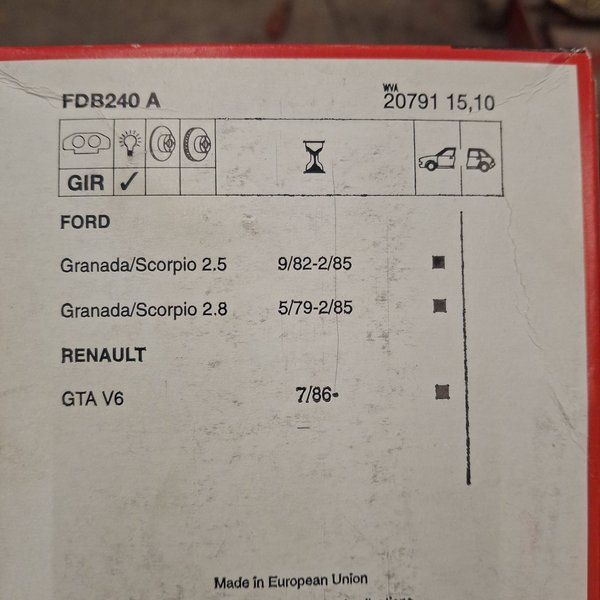 FDB240 A
WVA
20791 15,10
GIR ✓
FORD
Granada/Scorpio 2.5 9/82-2/85
Granada/Scorpio 2.8 5/79-2/85
RENAULT
GTA V6 7/86-
Made in European Union